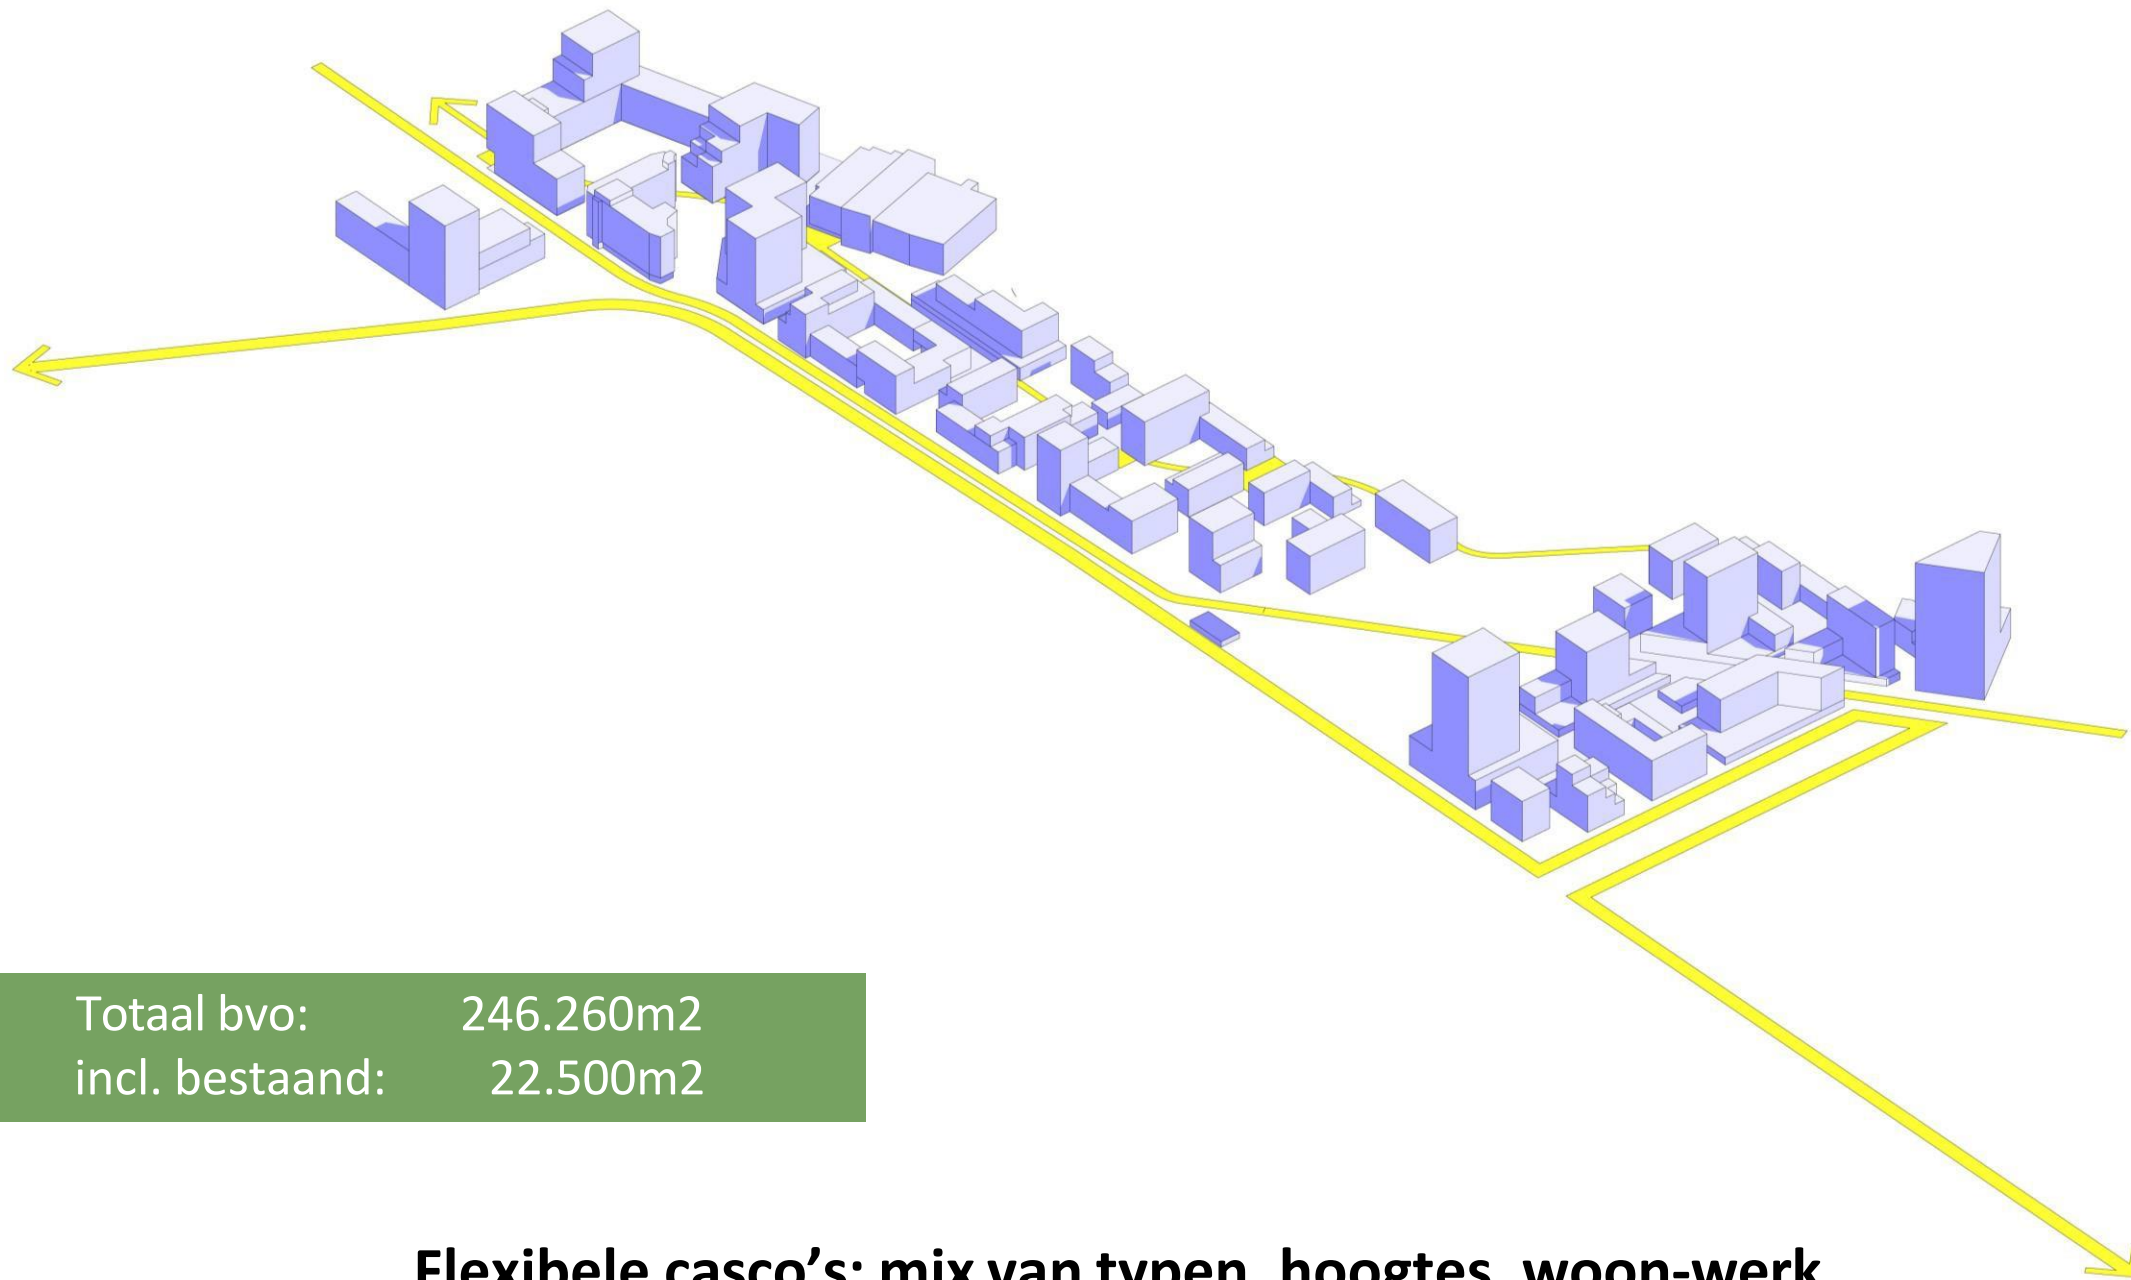 Totaal bvo: 246.260m2
incl. bestaand: 22.500m2
Flexibele casco’s: mix van typen, hoogtes, woon-werk